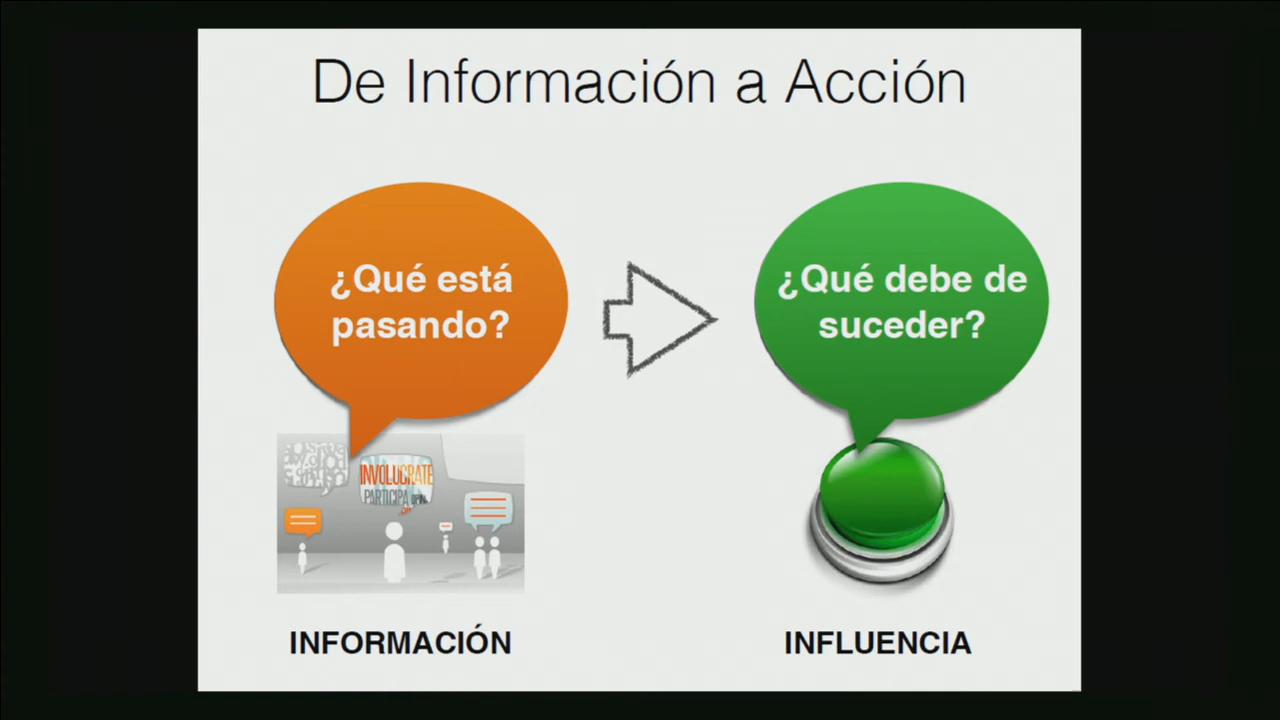 De Información a Acción
¿Qué está
pasando?
¿Qué debe de
suceder?
INVOLUCRATE
PARTICIPA
INFORMACIÓN
INFLUENCIA